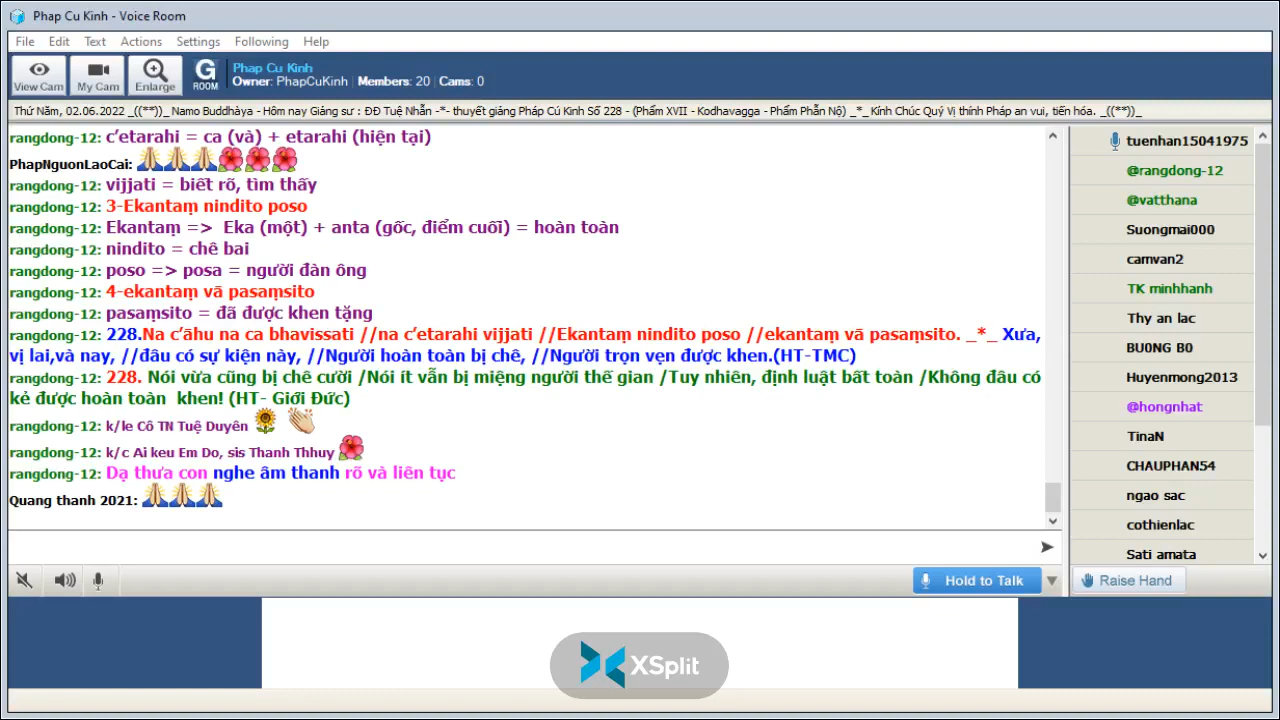 Phap Cu Kinh - Voice Room
File Edit Text Actions Settings Following Help
View Cam My Cam Enlarge G ROOM
Phap Cu Kinh
Owner: PhapCuKinh | Members: 20 | Cams: 0
Thứ Năm, 02.06.2022 _((**))_ Namo Buddhàya - Hôm nay Giảng sư : ĐĐ Tuệ Nhẫn -*- thuyết giảng Pháp Cú Kinh Số 228 - (Phẩm XVII - Kodhavagga - Phẩm Phẫn Nộ) _*_ Kính Chúc Quý Vị thính Pháp an vui, tiến hóa. _((**))_
rangdong-12: c’etarahi = ca (và) + etarahi (hiện tại)
PhapNguonLaoCai:
rangdong-12: vijjati = biết rõ, tìm thấy
rangdong-12: 3-Ekantaṃ nindito poso
rangdong-12: Ekantaṃ => Eka (một) + anta (gốc, điểm cuối) = hoàn toàn
rangdong-12: nindito = chê bai
rangdong-12: poso => posa = người đàn ông
rangdong-12: 4-ekantaṃ vā pasaṃsito
rangdong-12: pasaṃsito = đã được khen tặng
rangdong-12: 228.Na c’āhu na ca bhavissati //na c’etarahi vijjati //Ekantaṃ nindito poso //ekantaṃ vā pasaṃsito. _*_ Xưa,
vị lai,và nay, //đâu có sự kiện này, //Người hoàn toàn bị chê, //Người trọn vẹn được khen.(HT-TMC)
rangdong-12: 228. Nói vừa cũng bị chê cười /Nói ít vẫn bị miệng người thế gian /Tuy nhiên, định luật bất toàn /Không đâu có
kẻ được hoàn toàn khen! (HT- Giới Đức)
rangdong-12: k/le Cô TN Tuệ Duyên
rangdong-12: k/c Ai keu Em Do, sis Thanh Thhuy
rangdong-12: Dạ thưa con nghe âm thanh rõ và liên tục
Quang thanh 2021:
tuenhan15041975
@rangdong-12
@vatthana
Suongmai000
camvan2
TK minhhanh
Thy an lac
BU0NG B0
Huyenmong2013
@hongnhat
TinaN
CHAUPHAN54
ngao sac
cothienlac
Sati amata
Hold to Talk
Raise Hand
XSplit